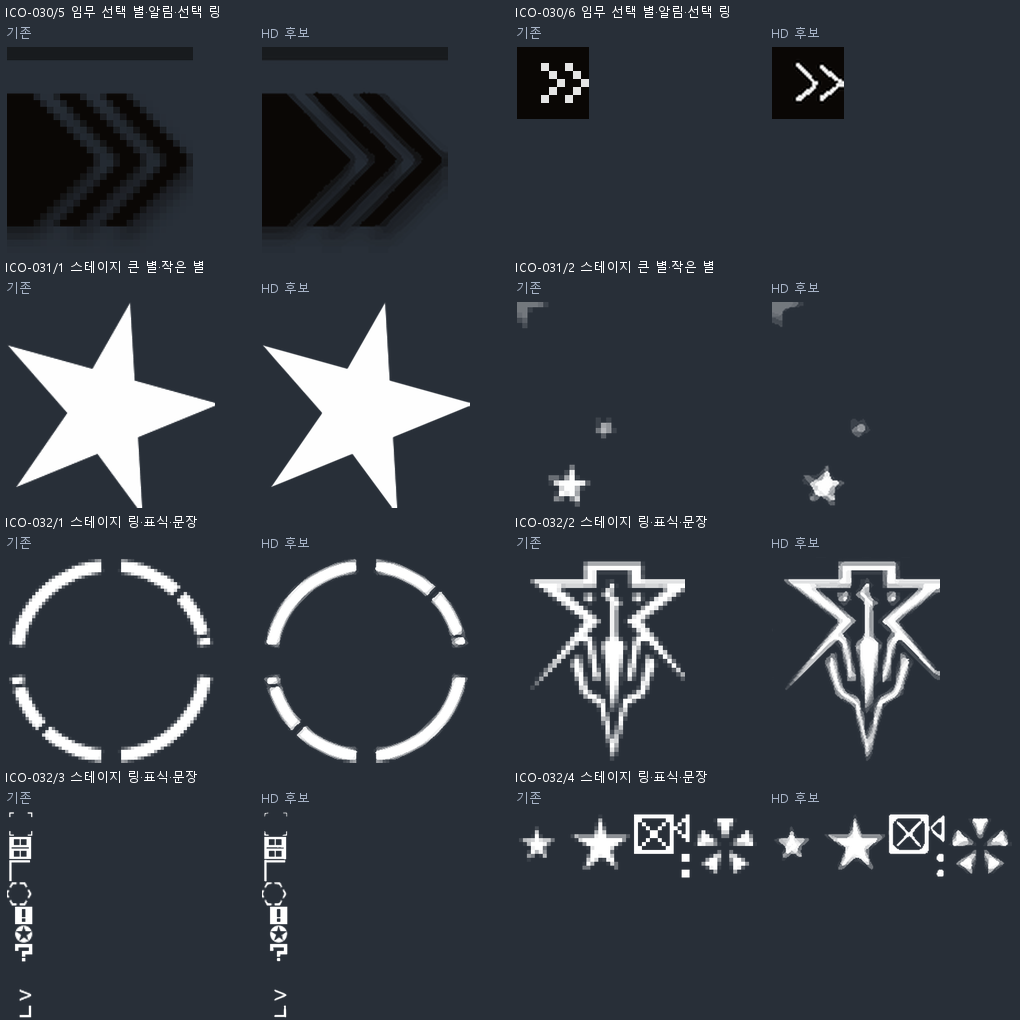 ICO-030/5 임무 선택 별·알림·선택 링
기존 HD 후보
ICO-030/6 임무 선택 별·알림·선택 링
기존 HD 후보
ICO-031/1 스테이지 큰 별·작은 별
기존 HD 후보
ICO-031/2 스테이지 큰 별·작은 별
기존 HD 후보
ICO-032/1 스테이지 링·표식·문장
기존 HD 후보
ICO-032/2 스테이지 링·표식·문장
기존 HD 후보
ICO-032/3 스테이지 링·표식·문장
기존 HD 후보
ICO-032/4 스테이지 링·표식·문장
기존 HD 후보